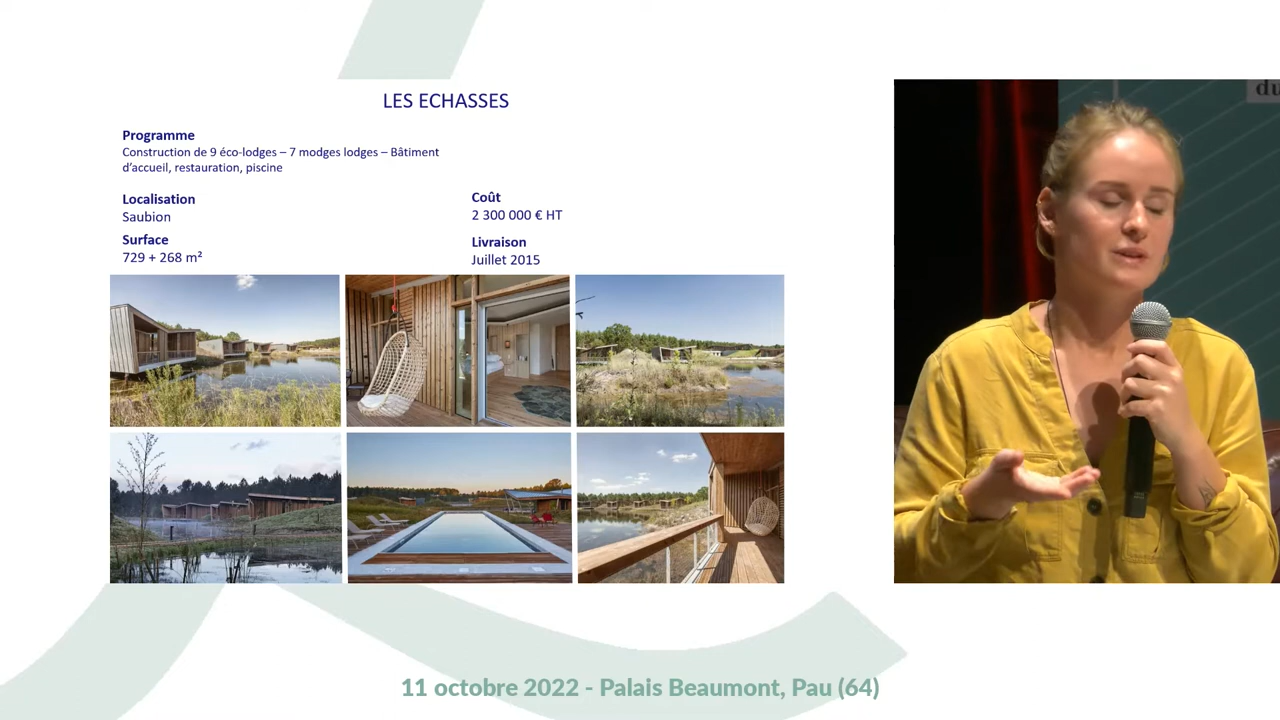 LES ECHASSES
Programme
Construction de 9 éco-lodges – 7 modges lodges – Bâtiment
d’accueil, restauration, piscine
Localisation
Saubion
Surface
729 + 268 m²
Coût
2 300 000 € HT
Livraison
Juillet 2015
du
11 octobre 2022 - Palais Beaumont, Pau (64)